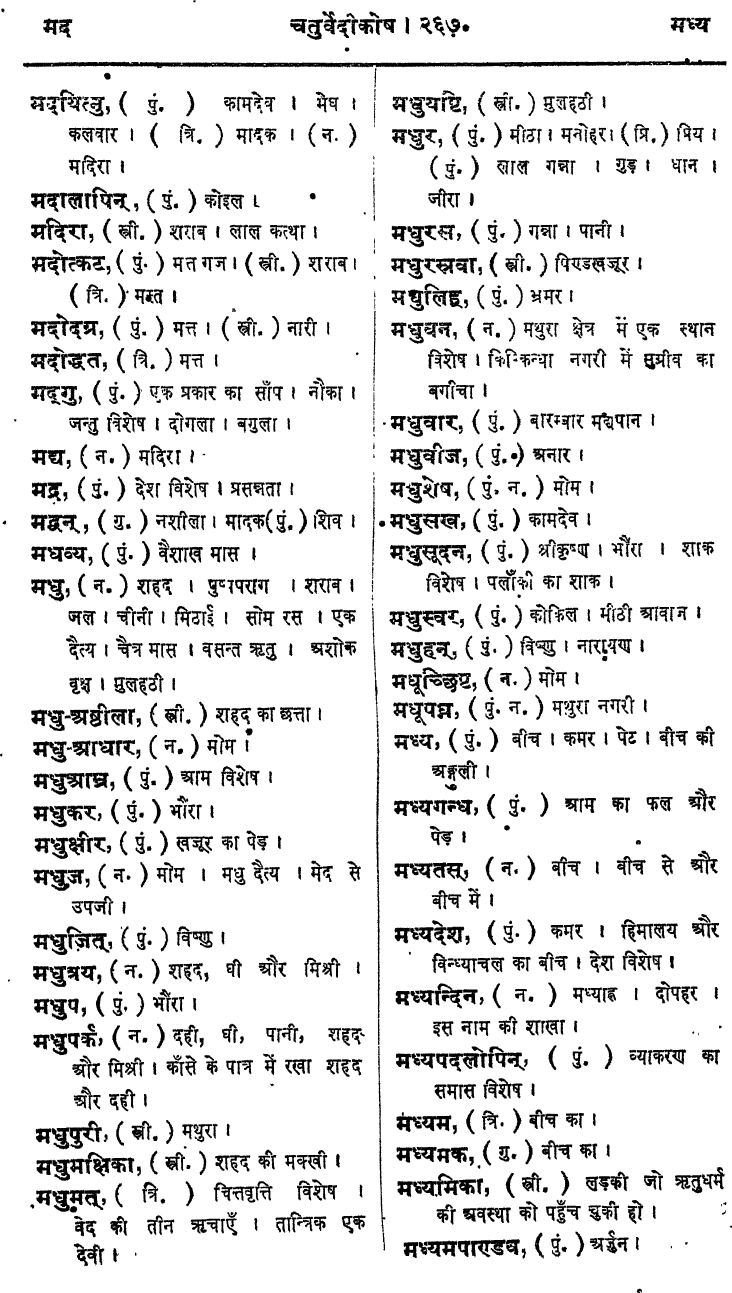 मद
चतुर्वेदीकोष । २६७.
मध्य
मदयित्नु, ( पुं. ) कामदेव । मेघ ।
कलवार । ( त्रि. ) मादक । ( न. )
मदिरा ।
मदालापिन्, ( पुं. ) कोइल ।
मदिरा, ( स्त्री. ) शराब । लाल कत्था ।
मदोत्कट, ( पुं. ) मत गज । ( स्त्री. ) शराब ।
( त्रि. ) मस्त ।
मदोदग्र, ( पुं. ) मत्त । ( स्त्री. ) नारी ।
मदोद्धत, ( त्रि. ) मत्त ।
मद्गु, ( पुं. ) एक प्रकार का साँप । नौका ।
जन्तु विशेष । दोगला । बगुला ।
मद्य, ( न. ) मदिरा ।
मद्र, ( पुं. ) देश विशेष । प्रसन्नता ।
मद्वन्, ( गु. ) नशीला । मादक ( पुं. ) शिव ।
मधव्य, ( पुं. ) वैशाख मास ।
मधु, ( न. ) शहद । पुष्पपराग । शराब ।
जल । चीनी । मिठाई । सोम रस । एक
दैत्य । चैत्र मास । वसन्त ऋतु । अशोक
वृक्ष । मुलहठी ।
मधु-अष्ठीला, ( स्त्री. ) शहद का छत्ता ।
मधु-आधार, ( न. ) मोम ।
मधुआम्र, ( पुं. ) आम विशेष ।
मधुकर, ( पुं. ) भौंरा ।
मधुक्षीर, ( पुं. ) खजूर का पेड़ ।
मधुज, ( न. ) मोम । मधु दैत्य । मेद से
उपजी ।
मधुजित्, ( पुं. ) विष्णु ।
मधुत्रय, ( न. ) शहद, घी और मिश्री ।
मधुप, ( पुं. ) भौंरा ।
मधुपर्क, ( न. ) दही, घी, पानी, शहद
और मिश्री । काँसे के पात्र में रखा शहद
और दही ।
मधुपुरी, ( स्त्री. ) मथुरा ।
मधुमक्षिका, ( स्त्री. ) शहद की मक्खी ।
मधुमत्, ( त्रि. ) चित्तवृत्ति विशेष ।
वेद की तीन ऋचाएँ । तान्त्रिक एक
देवी ।
मधुयष्टि, ( स्त्री. ) मुलहठी ।
मधुर, ( पुं. ) मीठा । मनोहर । ( त्रि. ) प्रिय ।
( पुं. ) लाल गन्ना । गुड़ । धान ।
जीरा ।
मधुरस, ( पुं. ) गन्ना । पानी ।
मधुरस्रवा, ( स्त्री. ) पिण्डखजूर ।
मधुलिह्, ( पुं. ) भ्रमर ।
मधुवन, ( न. ) मथुरा क्षेत्र में एक स्थान
विशेष । किष्किन्धा नगरी में सुग्रीव का
बगीचा ।
मधुवार, ( पुं. ) बारम्बार मद्यपान ।
मधुवीज, ( पुं. ) अनार ।
मधुशेष, ( पुं. न. ) मोम ।
मधुसख, ( पुं. ) कामदेव ।
मधुसूदन, ( पुं. ) श्रीकृष्ण । भौंरा । शाक
विशेष । पलाँकी का शाक ।
मधुस्वर, ( पुं. ) कोकिल । मीठी आवाज ।
मधुहन्, ( पुं. ) विष्णु । नारायण ।
मधूच्छिष्ट, ( न. ) मोम ।
मधूपघ्न, ( पुं. न. ) मथुरा नगरी ।
मध्य, ( पुं. ) बीच । कमर । पेट । बीच की
अङ्गुली ।
मध्यगन्ध, ( पुं. ) आम का फल और
पेड़ ।
मध्यतस्, ( न. ) बीच । बीच से और
बीच में ।
मध्यदेश, ( पुं. ) कमर । हिमालय और
विन्ध्याचल का बीच । देश विशेष ।
मध्यन्दिन, ( न. ) मध्याह्न । दोपहर ।
इस नाम की शाखा ।
मध्यपदलोपिन्, ( पुं. ) व्याकरण का
समास विशेष ।
मध्यम, ( त्रि. ) बीच का ।
मध्यमक, ( गु. ) बीच का ।
मध्यमिका, ( स्त्री. ) लड़की जो ऋतुधर्म
की अवस्था को पहुँच चुकी हो ।
मध्यमपाण्डव, ( पुं. ) अर्जुन ।